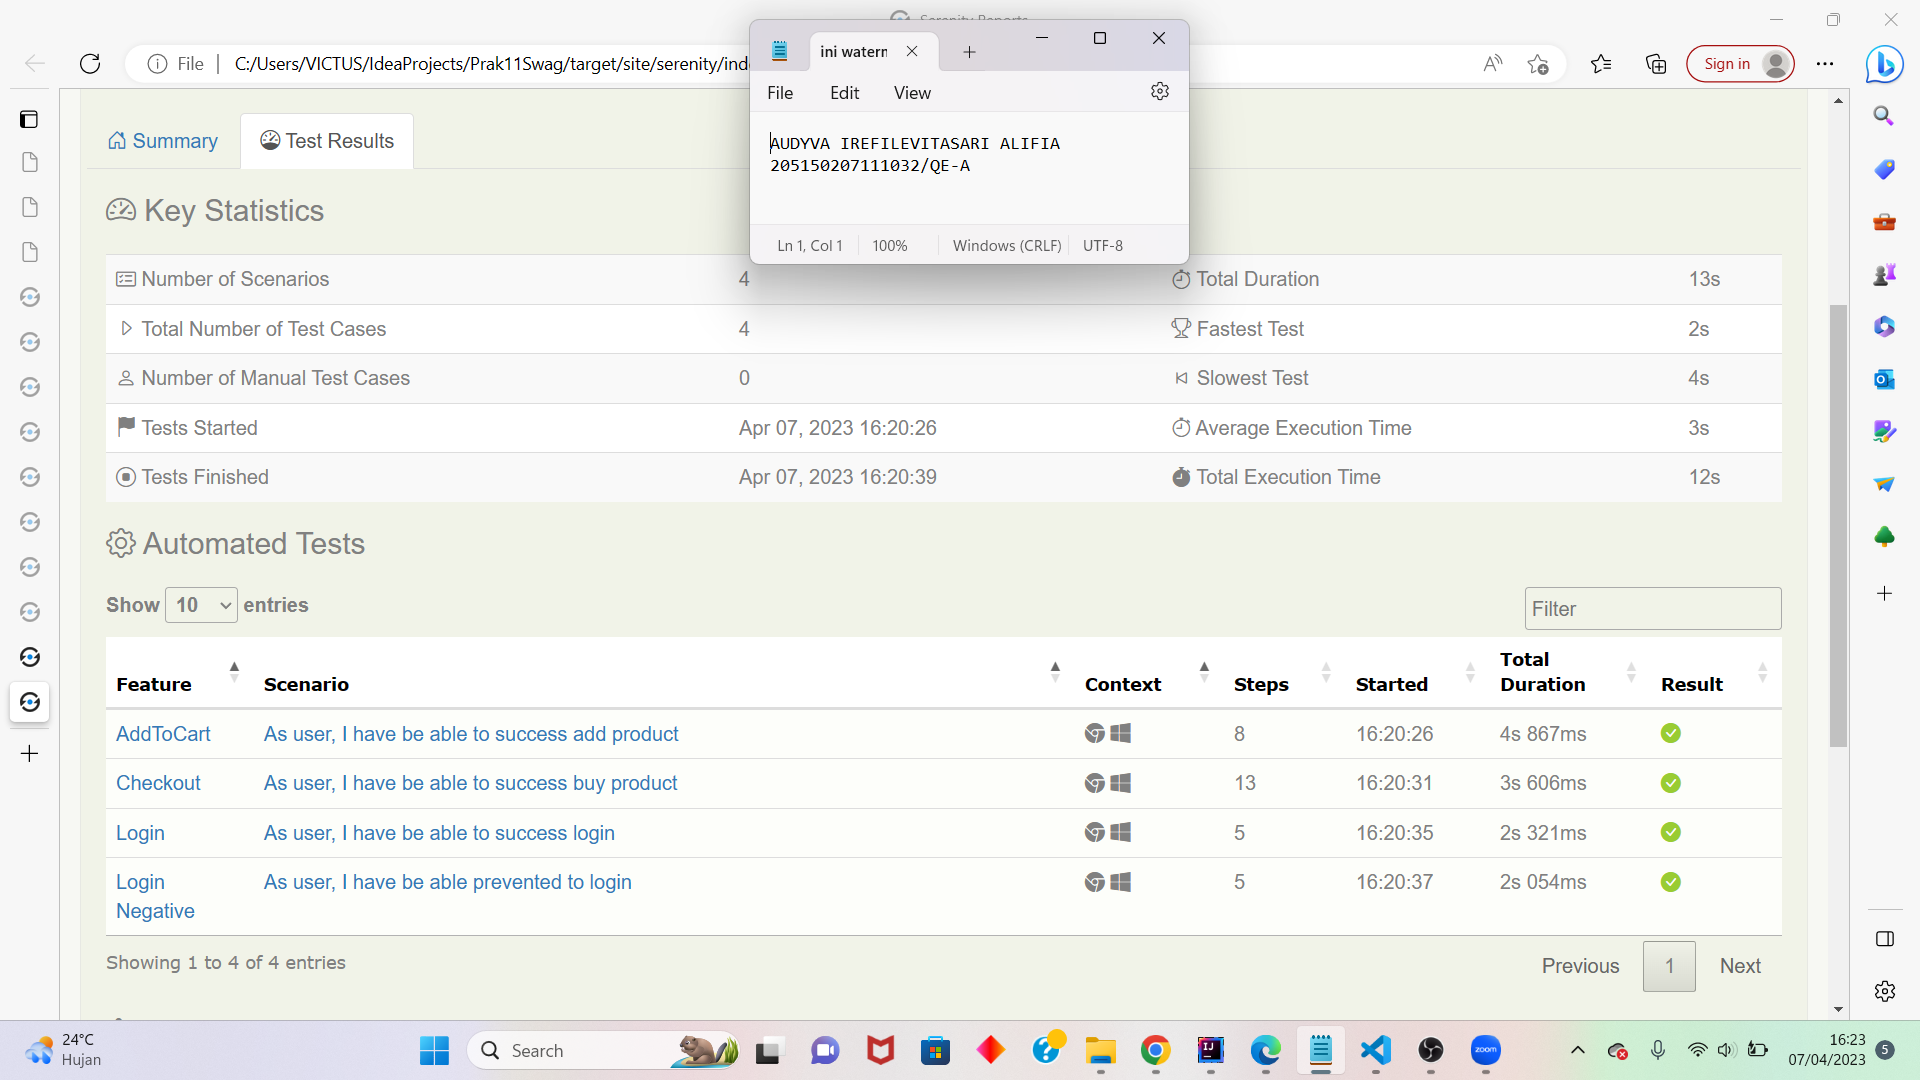 File
C:/Users/VICTUS/IdeaProjects/Prak11Swag/target/site/serenity/ind
Sign in
ini watern
File Edit View
AUDYVA IREFILEVITASARI ALIFIA
205150207111032/QE-A
Ln 1, Col 1 100% Windows (CRLF) UTF-8
Summary Test Results
Key Statistics
Number of Scenarios 4 Total Duration 13s
Total Number of Test Cases 4 Fastest Test 2s
Number of Manual Test Cases 0 Slowest Test 4s
Tests Started Apr 07, 2023 16:20:26 Average Execution Time 3s
Tests Finished Apr 07, 2023 16:20:39 Total Execution Time 12s
Automated Tests
Show 10 entries
Filter
Feature Scenario Context Steps Started Total Duration Result
AddToCart As user, I have be able to success add product 8 16:20:26 4s 867ms
Checkout As user, I have be able to success buy product 13 16:20:31 3s 606ms
Login As user, I have be able to success login 5 16:20:35 2s 321ms
Login As user, I have be able prevented to login 5 16:20:37 2s 054ms
Negative
Showing 1 to 4 of 4 entries
Previous 1 Next
24°C
Hujan
Search
IJ
zoom
16:23
07/04/2023
5